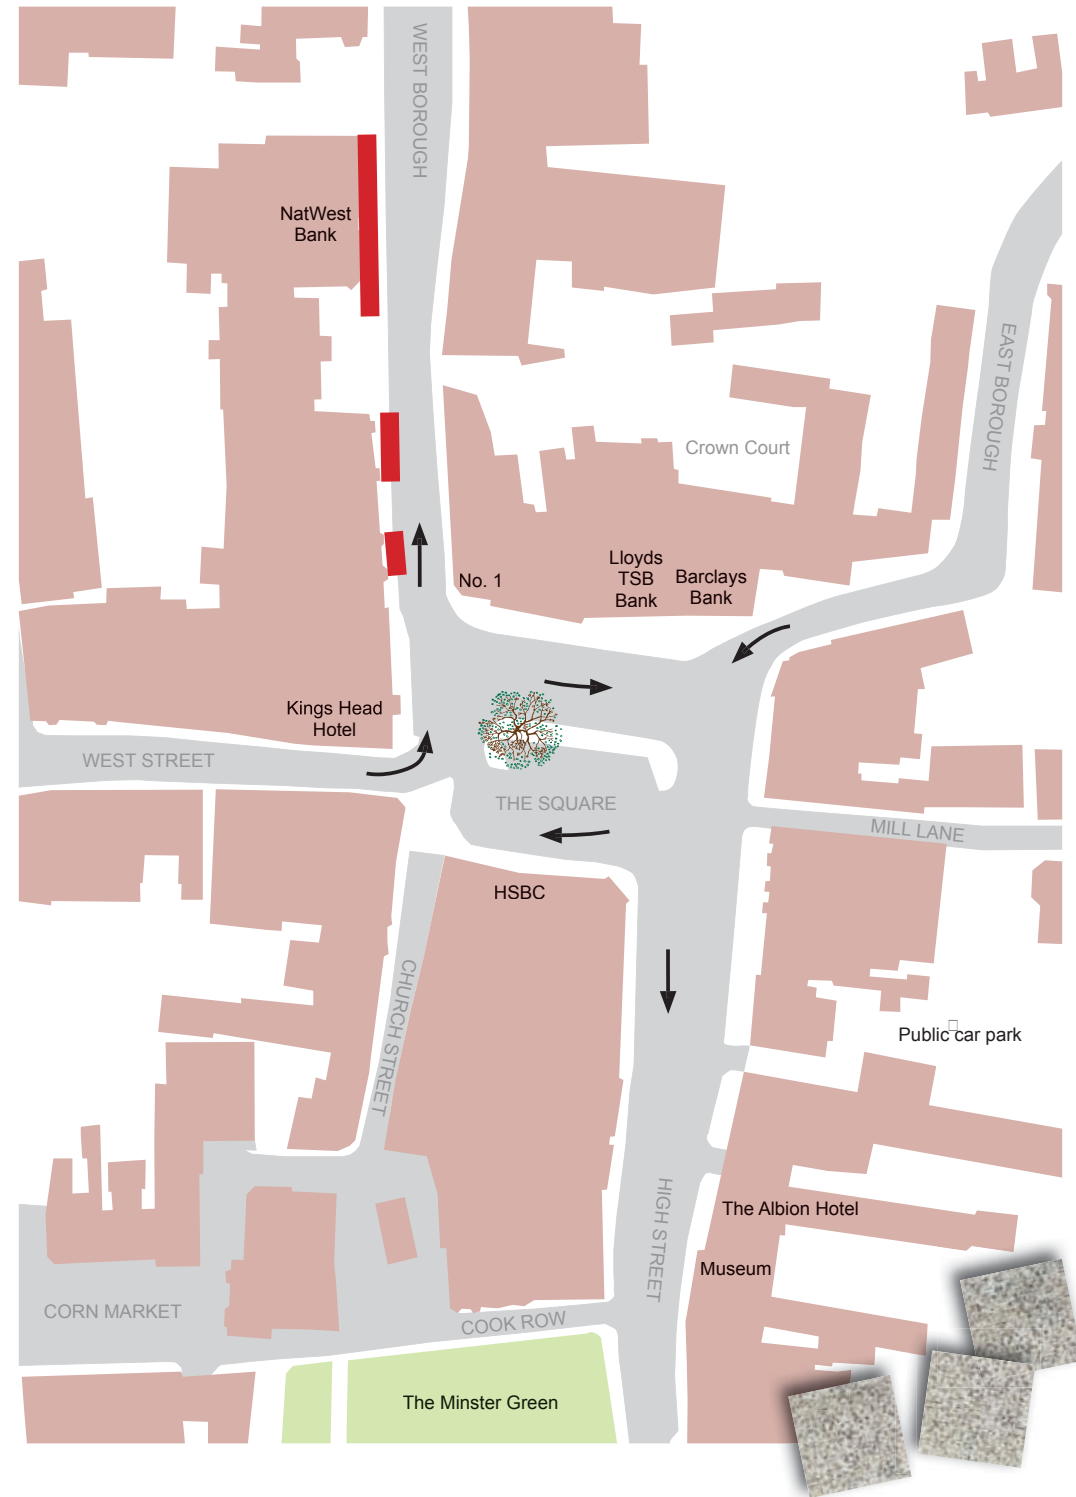 WEST BOROUGH
NatWest
Bank
EAST BOROUGH
Crown Court
Lloyds
TSB
Bank
Barclays
Bank
No. 1
Kings Head
Hotel
WEST STREET
THE SQUARE
MILL LANE
HSBC
CHURCH STREET
Public car park
HIGH STREET
The Albion Hotel
Museum
CORN MARKET
COOK ROW
The Minster Green